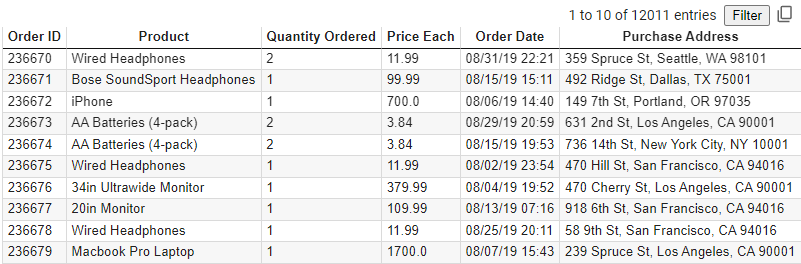 1 to 10 of 12011 entries Filter
Order ID Product Quantity Ordered Price Each Order Date Purchase Address
236670 Wired Headphones 2 11.99 08/31/19 22:21 359 Spruce St, Seattle, WA 98101
236671 Bose SoundSport Headphones 1 99.99 08/15/19 15:11 492 Ridge St, Dallas, TX 75001
236672 iPhone 1 700.0 08/06/19 14:40 149 7th St, Portland, OR 97035
236673 AA Batteries (4-pack) 2 3.84 08/29/19 20:59 631 2nd St, Los Angeles, CA 90001
236674 AA Batteries (4-pack) 2 3.84 08/15/19 19:53 736 14th St, New York City, NY 10001
236675 Wired Headphones 1 11.99 08/02/19 23:54 470 Hill St, San Francisco, CA 94016
236676 34in Ultrawide Monitor 1 379.99 08/04/19 19:52 470 Cherry St, Los Angeles, CA 90001
236677 20in Monitor 1 109.99 08/13/19 07:16 918 6th St, San Francisco, CA 94016
236678 Wired Headphones 1 11.99 08/25/19 20:11 58 9th St, San Francisco, CA 94016
236679 Macbook Pro Laptop 1 1700.0 08/07/19 15:43 239 Spruce St, Los Angeles, CA 90001